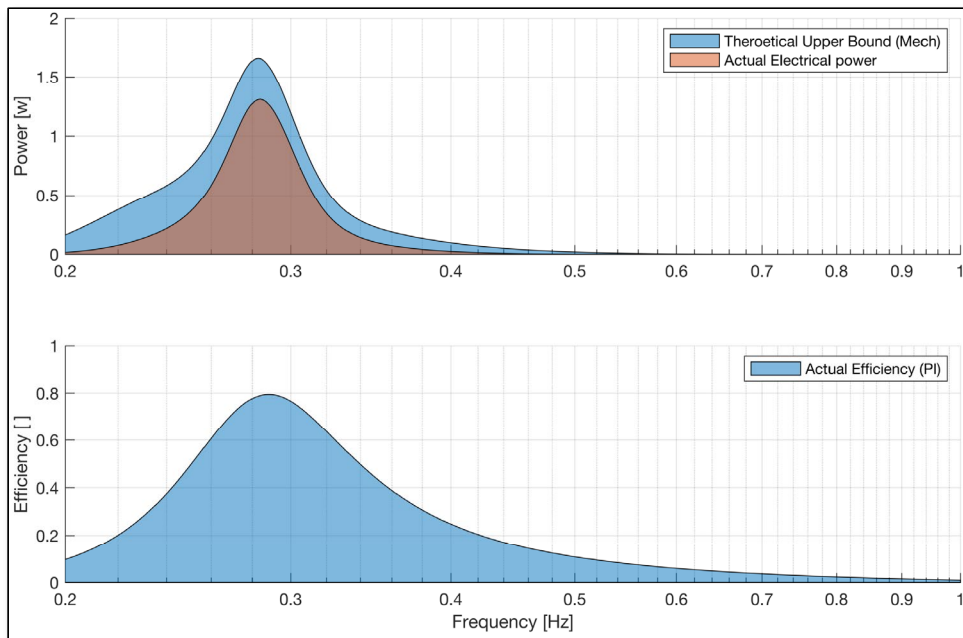 2
1.5
1
0.5
0
Power [w]
Theroetical Upper Bound (Mech)
Actual Electrical power
0.2 0.3 0.4 0.5 0.6 0.7 0.8 0.9 1
1
0.8
0.6
0.4
0.2
0
Efficiency [ ]
Actual Efficiency (PI)
0.2 0.3 0.4 0.5 0.6 0.7 0.8 0.9 1
Frequency [Hz]